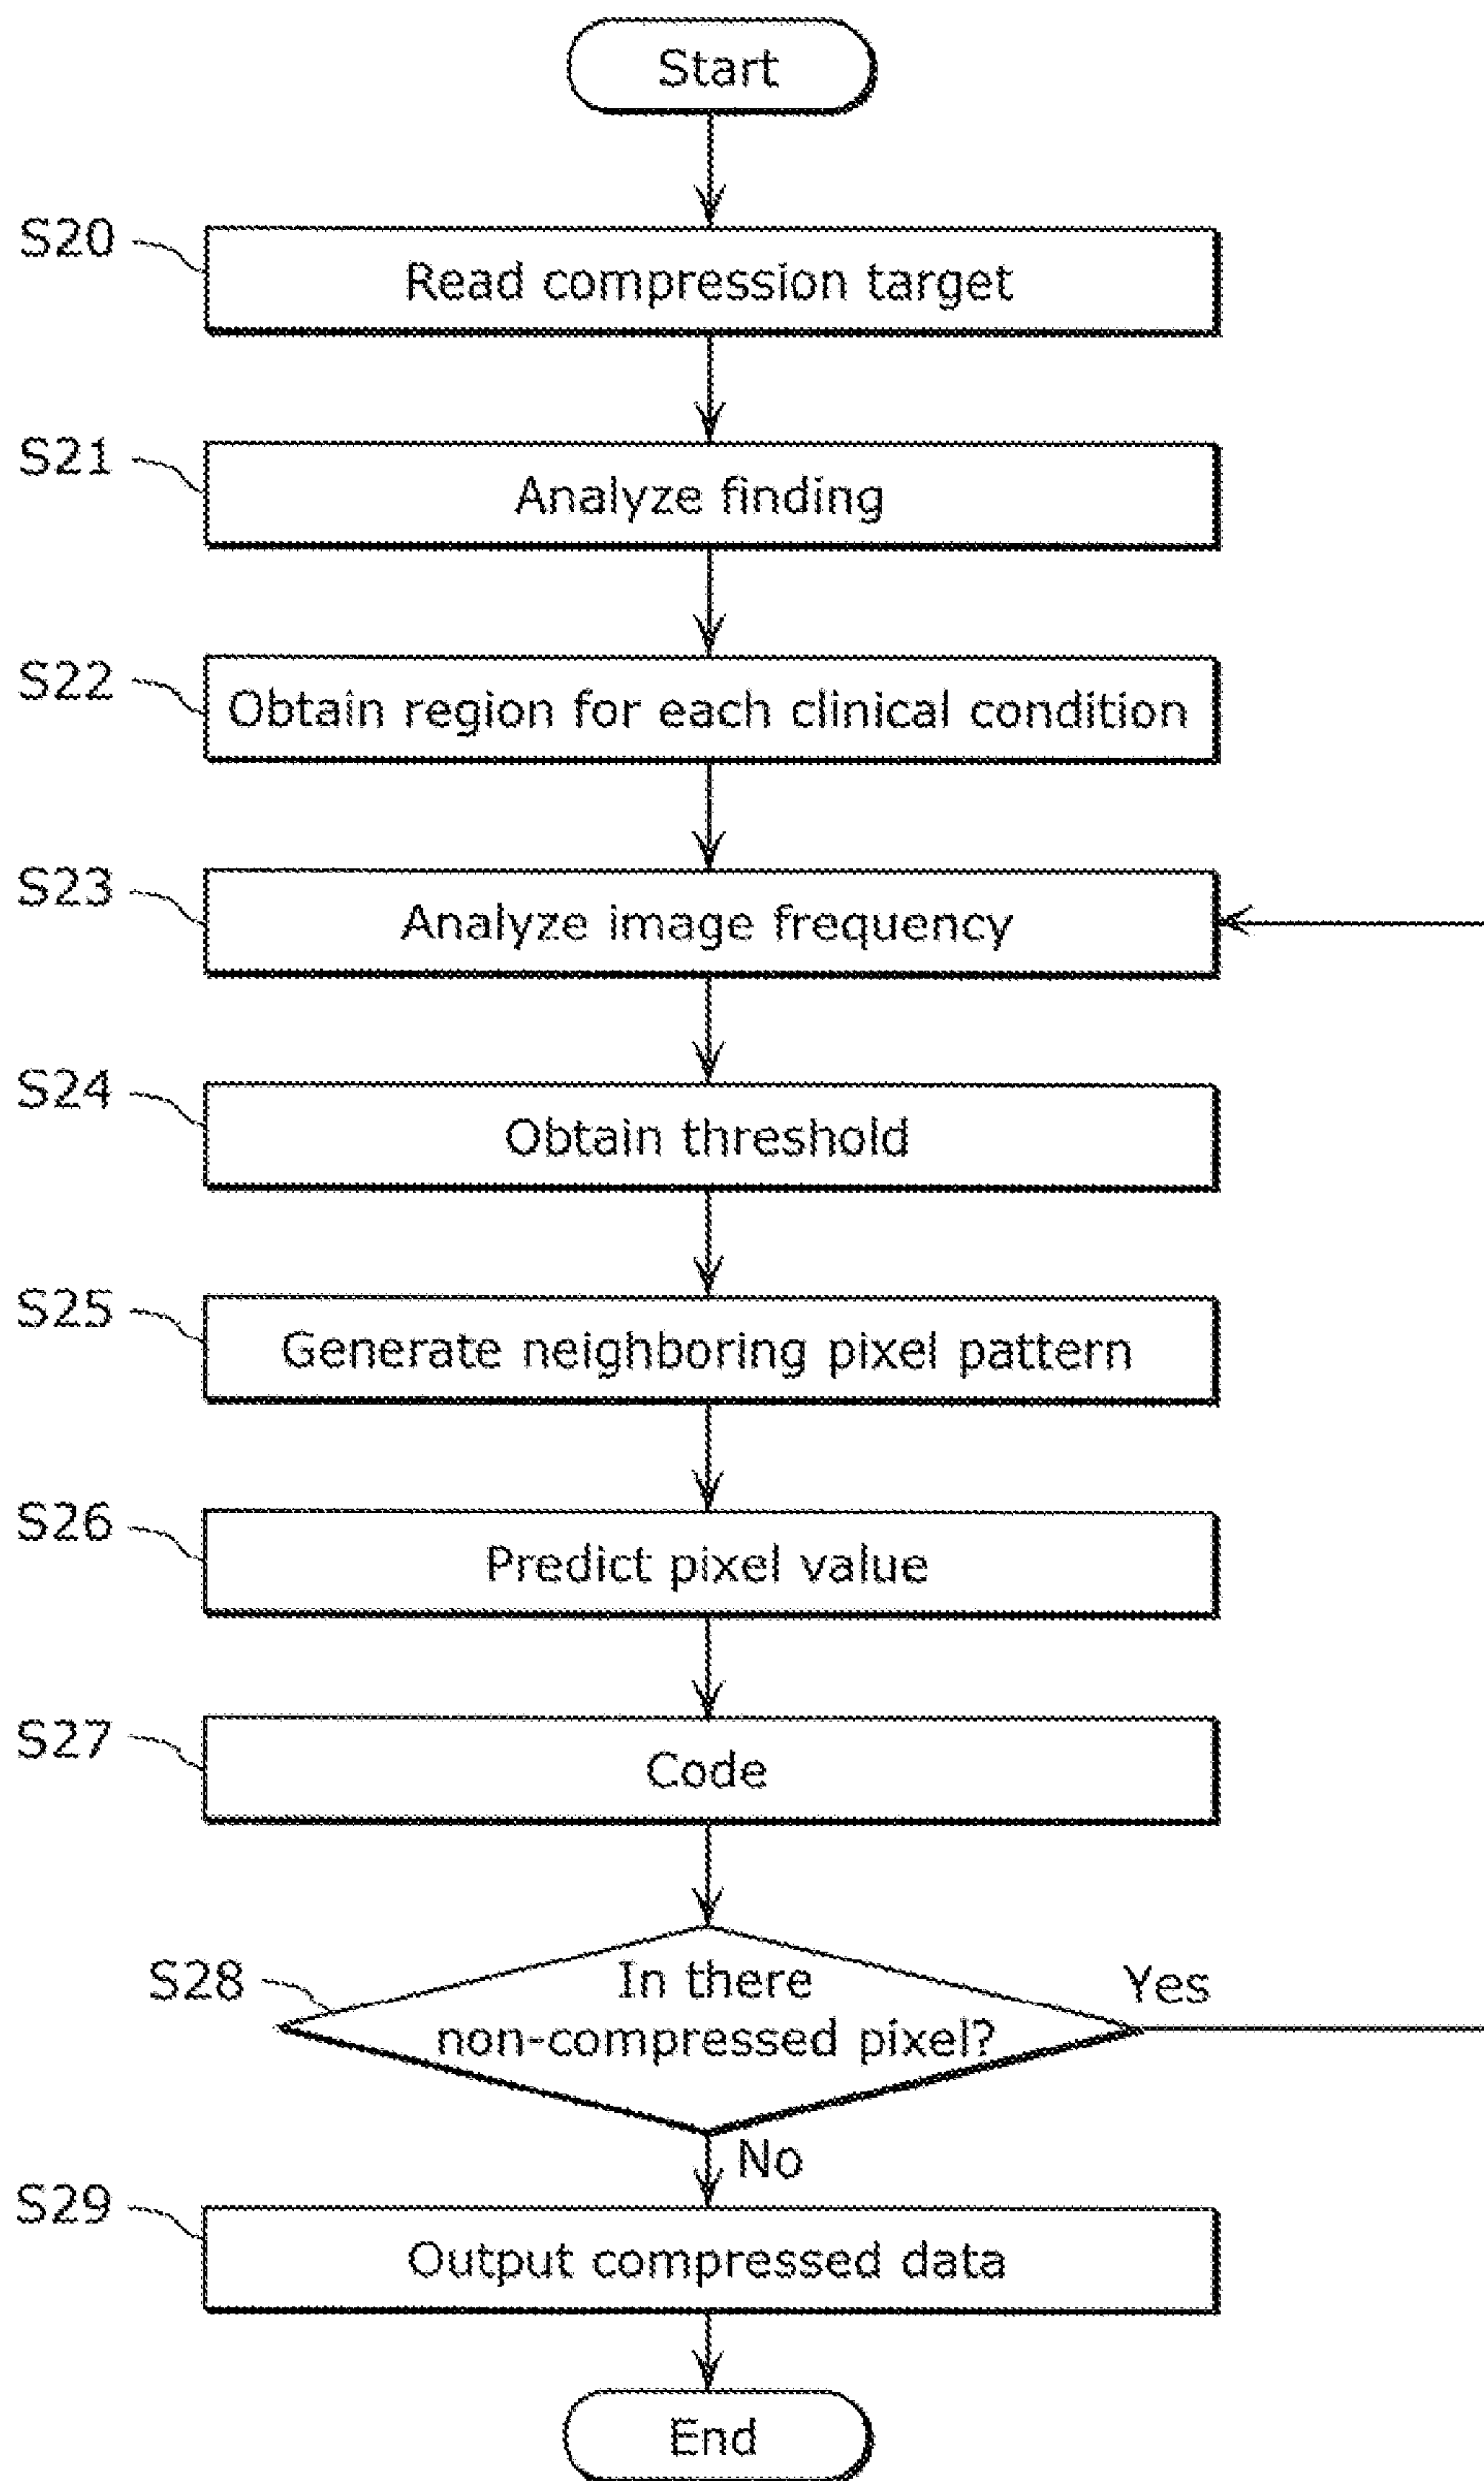 Start
S20
Read compression target
S21
Analyze finding
S22
Obtain region for each clinical condition
S23
Analyze image frequency
S24
Obtain threshold
S25
Generate neighboring pixel pattern
S26
Predict pixel value
S27
Code
S28
In there
non-compressed pixel?
Yes
No
S29
Output compressed data
End